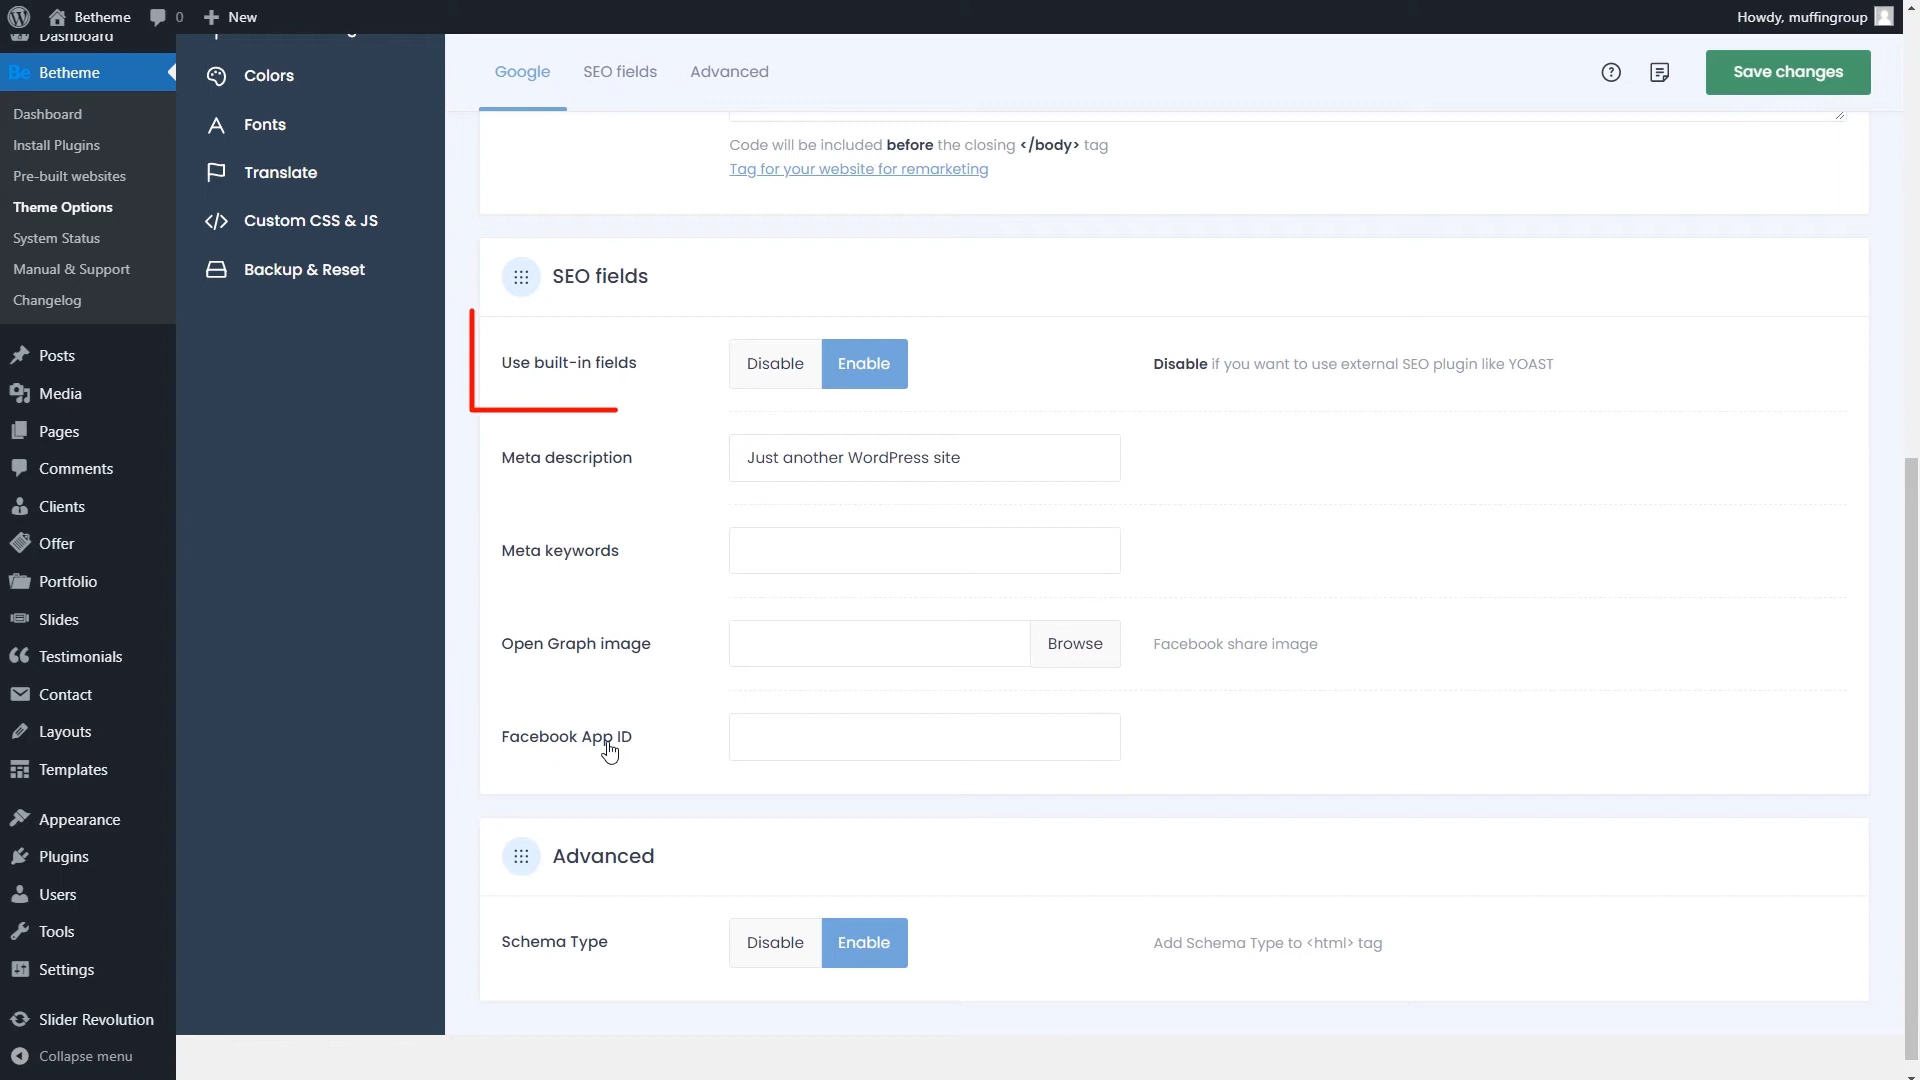 Betheme
0
New
Howdy, muffingroup
Dashboard
Be
Betheme
Dashboard
Install Plugins
Pre-built websites
Theme Options
System Status
Manual & Support
Changelog
Posts
Media
Pages
Comments
Clients
Offer
Portfolio
Slides
Testimonials
Contact
Layouts
Templates
Appearance
Plugins
Users
Tools
Settings
Slider Revolution
Collapse menu
Colors
Fonts
Translate
Custom CSS & JS
Backup & Reset
Google
SEO fields
Advanced
Save changes
Code will be included before the closing </body> tag
Tag for your website for remarketing
SEO fields
Use built-in fields
Disable
Enable
Disable if you want to use external SEO plugin like YOAST
Meta description
Just another WordPress site
Meta keywords
Open Graph image
Browse
Facebook share image
Facebook App ID
Advanced
Schema Type
Disable
Enable
Add Schema Type to <html> tag